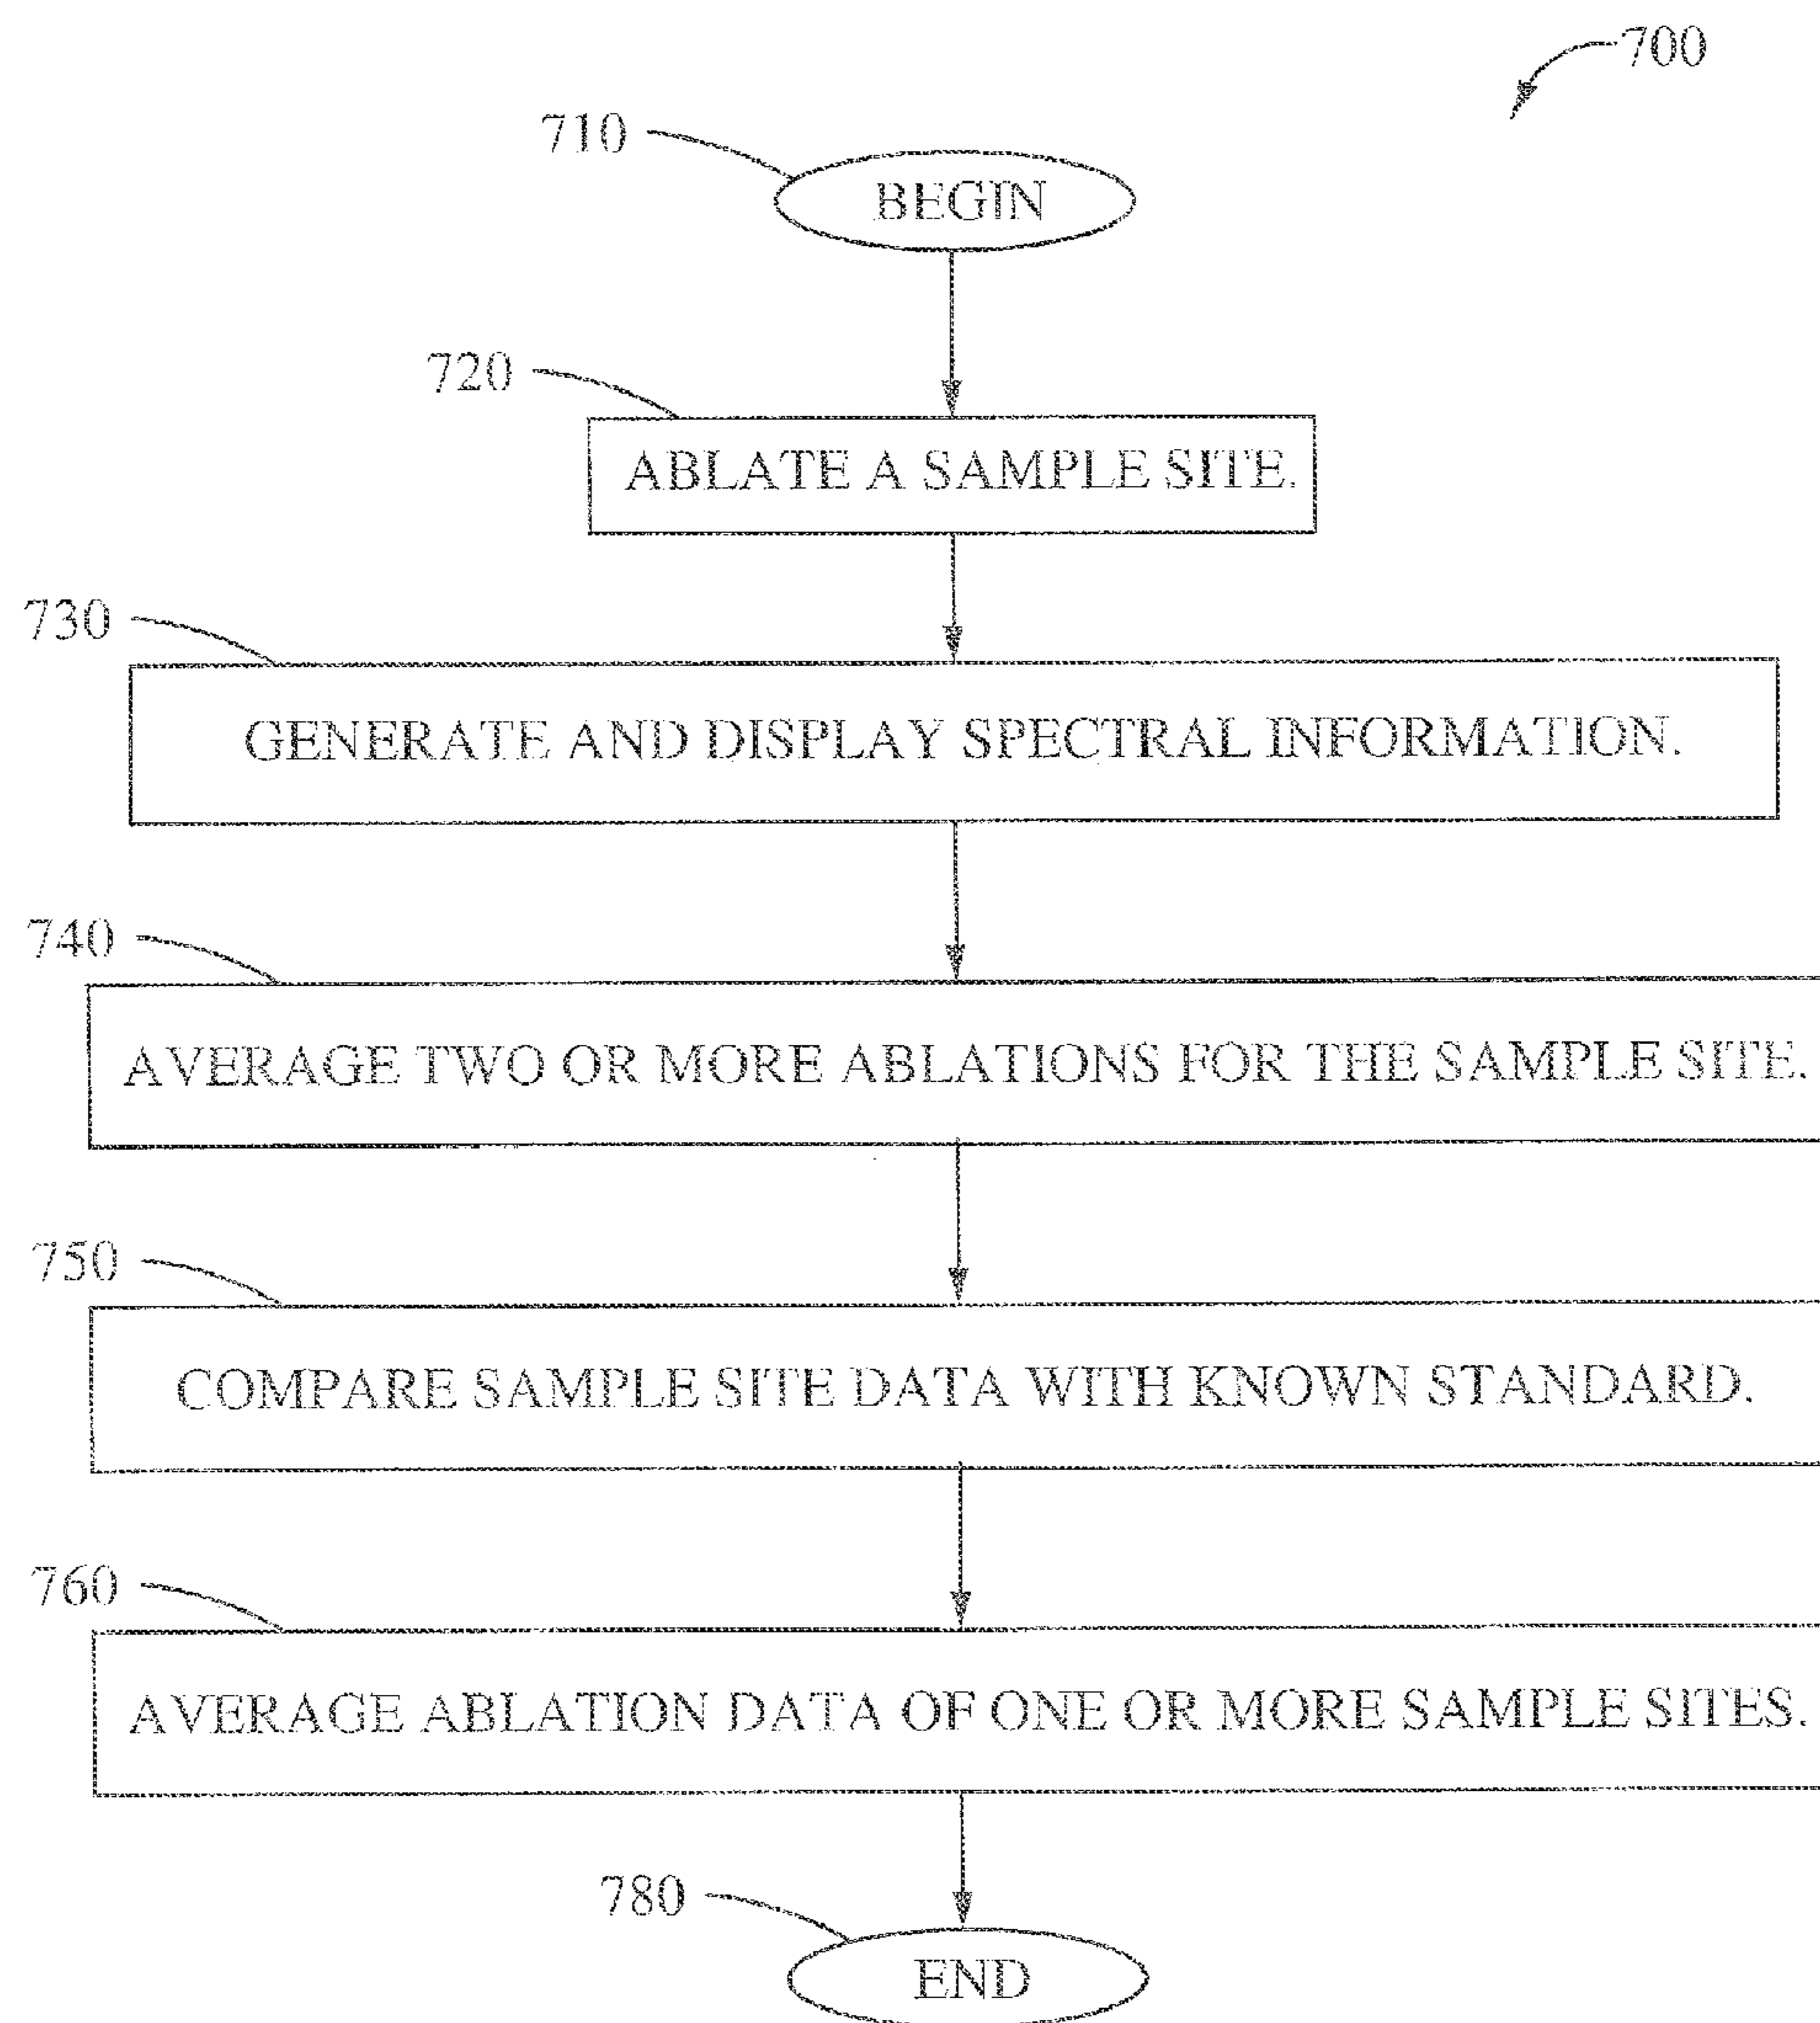 700
710
BEGIN
720
ABLATE A SAMPLE SITE.
730
GENERATE AND DISPLAY SPECTRAL INFORMATION.
740
AVERAGE TWO OR MORE ABLATIONS FOR THE SAMPLE SITE.
750
COMPARE SAMPLE SITE DATA WITH KNOWN STANDARD.
760
AVERAGE ABLATION DATA OF ONE OR MORE SAMPLE SITES.
780
END